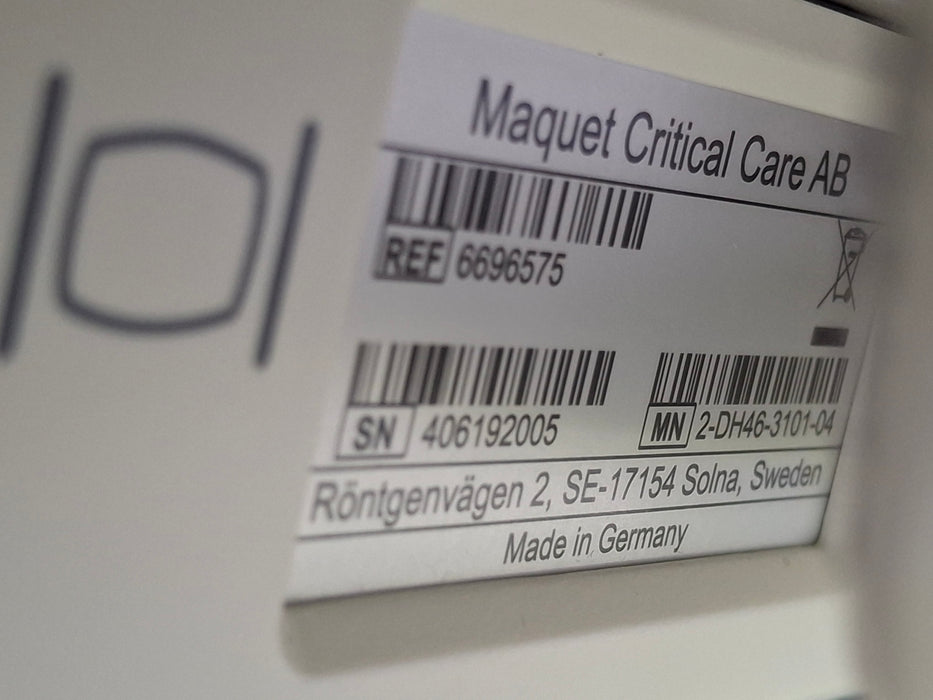 Maquet Critical Care AB
REF 6696575
SN 406192005
MN 2-DH46-3101-04
Röntgenvägen 2, SE-17154 Solna, Sweden
Made in Germany